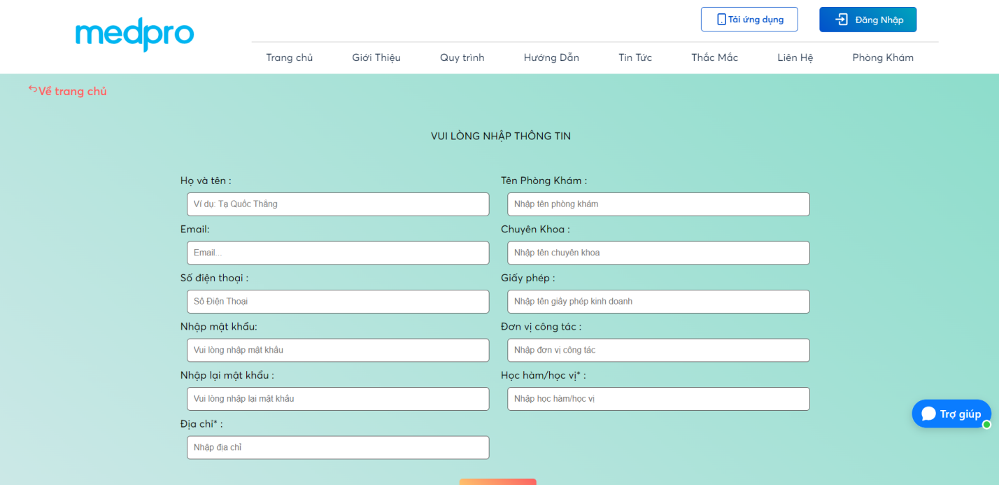 medpro
Tải ứng dụng
Đăng Nhập
Trang chủ
Giới Thiệu
Quy trình
Hướng Dẫn
Tin Tức
Thắc Mắc
Liên Hệ
Phòng Khám
Về trang chủ
VUI LÒNG NHẬP THÔNG TIN
Họ và tên :
Ví dụ: Tạ Quốc Thắng
Email:
Email...
Số điện thoại :
Số Điện Thoại
Nhập mật khẩu:
Vui lòng nhập mật khẩu
Nhập lại mật khẩu :
Vui lòng nhập lại mật khẩu
Địa chỉ* :
Nhập địa chỉ
Tên Phòng Khám :
Nhập tên phòng khám
Chuyên Khoa :
Nhập tên chuyên khoa
Giấy phép :
Nhập tên giấy phép kinh doanh
Đơn vị công tác :
Nhập đơn vị công tác
Học hàm/học vị* :
Nhập học hàm/học vị
Trợ giúp